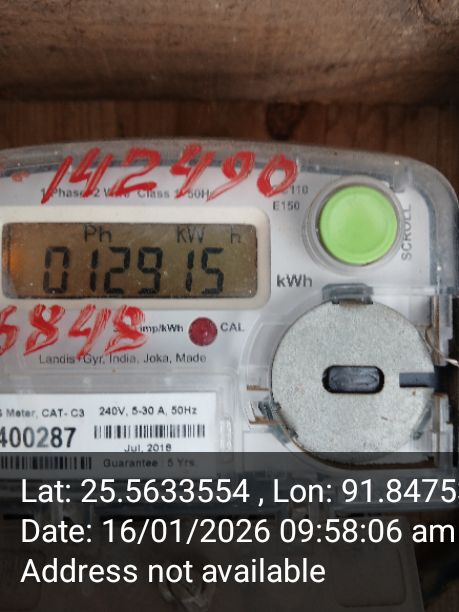 142490
1 Phase 2 Wire Class 1 50Hz
E110
E150
SCROLL
Ph kW h
012915
kWh
6848
imp/kWh
CAL
Landis+Gyr, India, Joka, Made
S Meter, CAT- C3
240V, 5-30 A, 50Hz
400287
Jul, 2018
Guarantee : 5 Yrs.
Lat: 25.5633554 , Lon: 91.8475
Date: 16/01/2026 09:58:06 am
Address not available